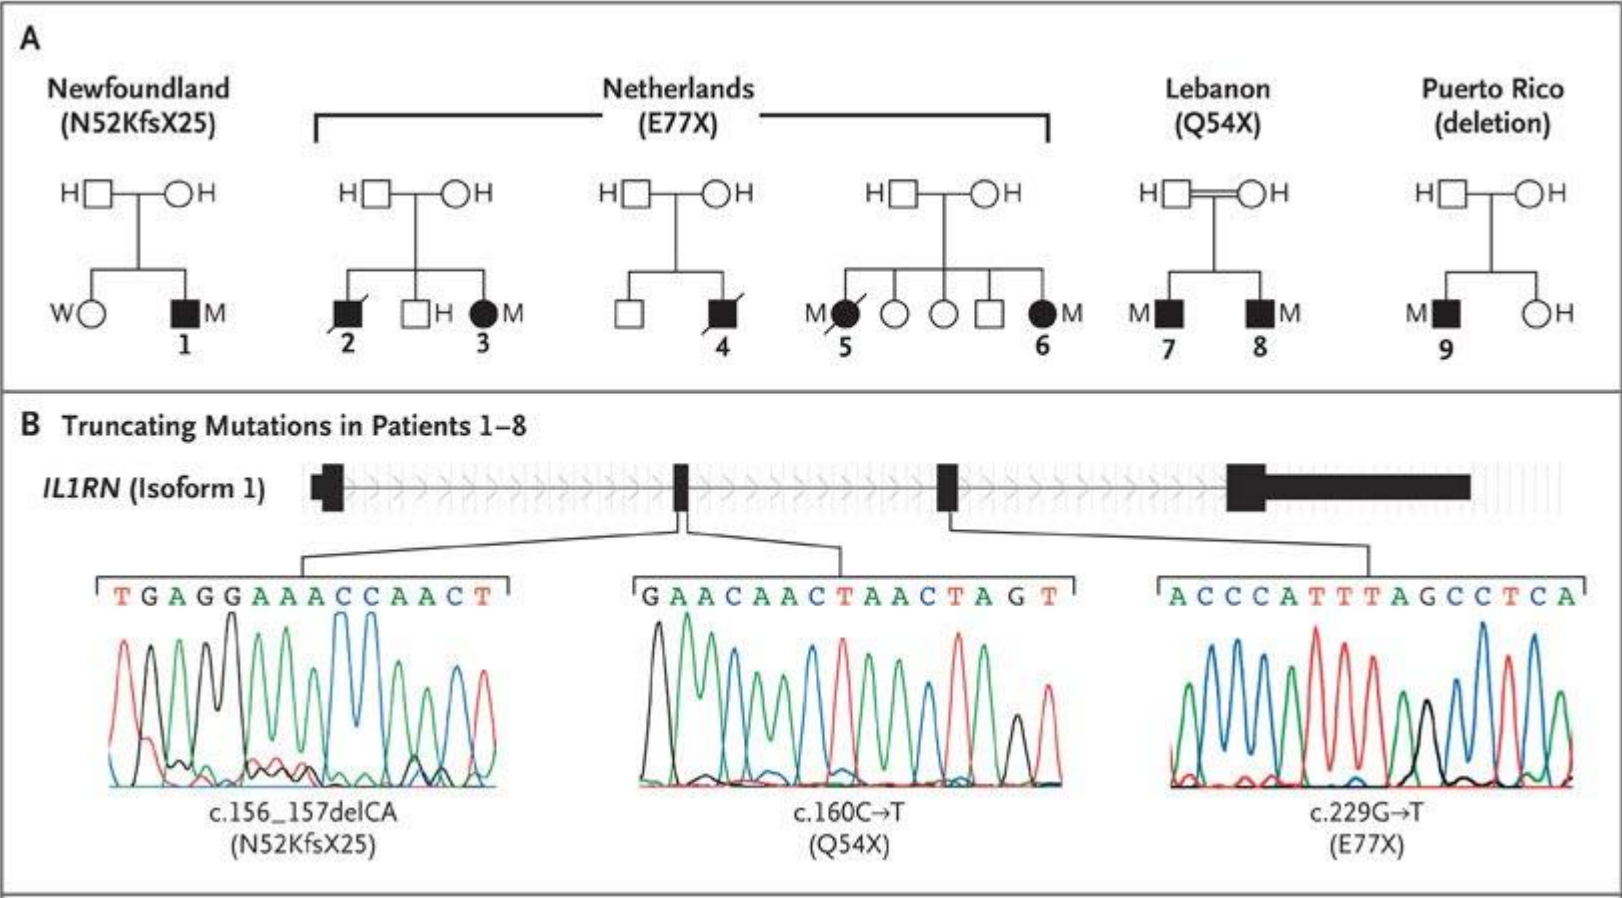 A
Newfoundland
(N52KfsX25)
Netherlands
(E77X)
Lebanon
(Q54X)
Puerto Rico
(deletion)
H H H H H H H H H H H H
W M H M M M M M M H
1 2 3 4 5 6 7 8 9
B Truncating Mutations in Patients 1–8
IL1RN (Isoform 1)
TGAGGAAACCAACT
GAACAACTAACTAGT
ACCCATTTAGCCTCA
c.156_157delCA
(N52KfsX25)
c.160C→T
(Q54X)
c.229G→T
(E77X)